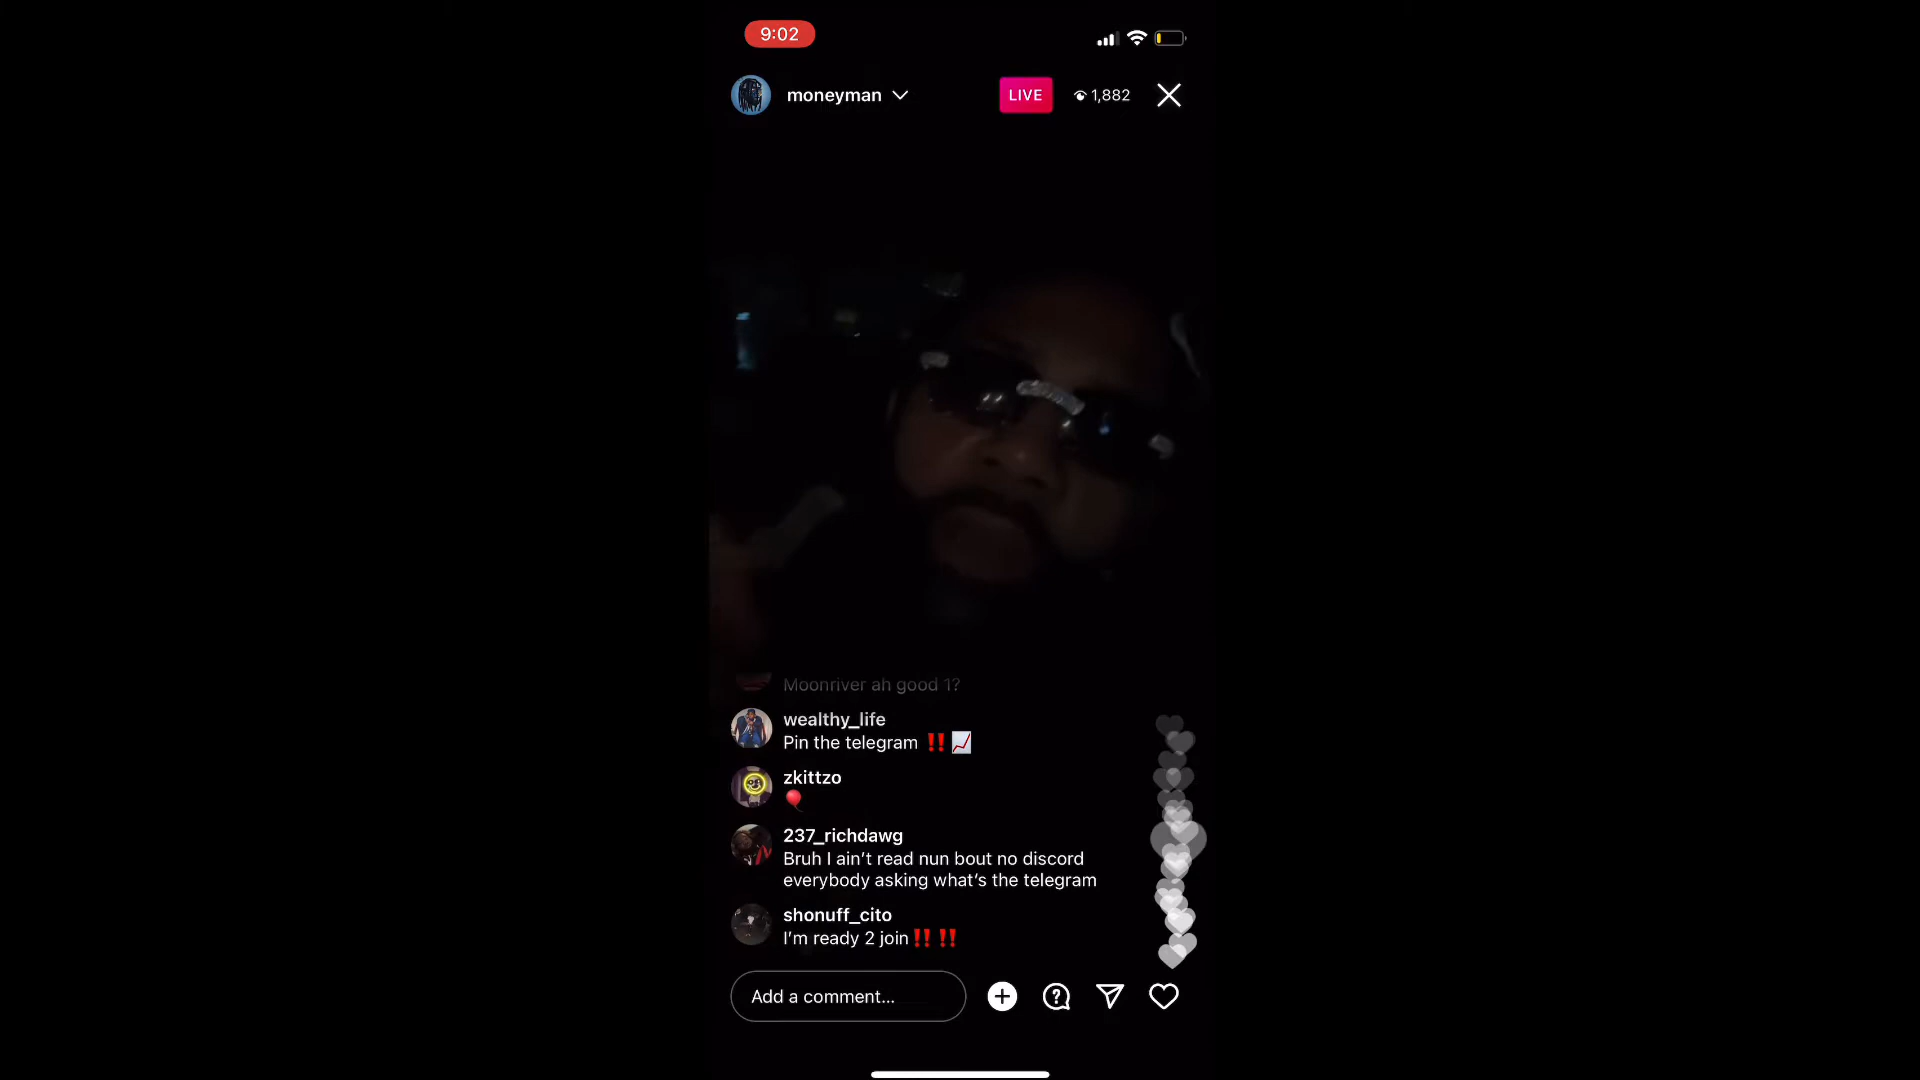 9:02
moneyman
LIVE
1,882
Moonriver ah good 1?
wealthy_life
Pin the telegram ‼️ 📈
zkittzo
🎈
237_richdawg
Bruh I ain’t read nun bout no discord
everybody asking what’s the telegram
shonuff_cito
I’m ready 2 join‼️ ‼️
Add a comment...